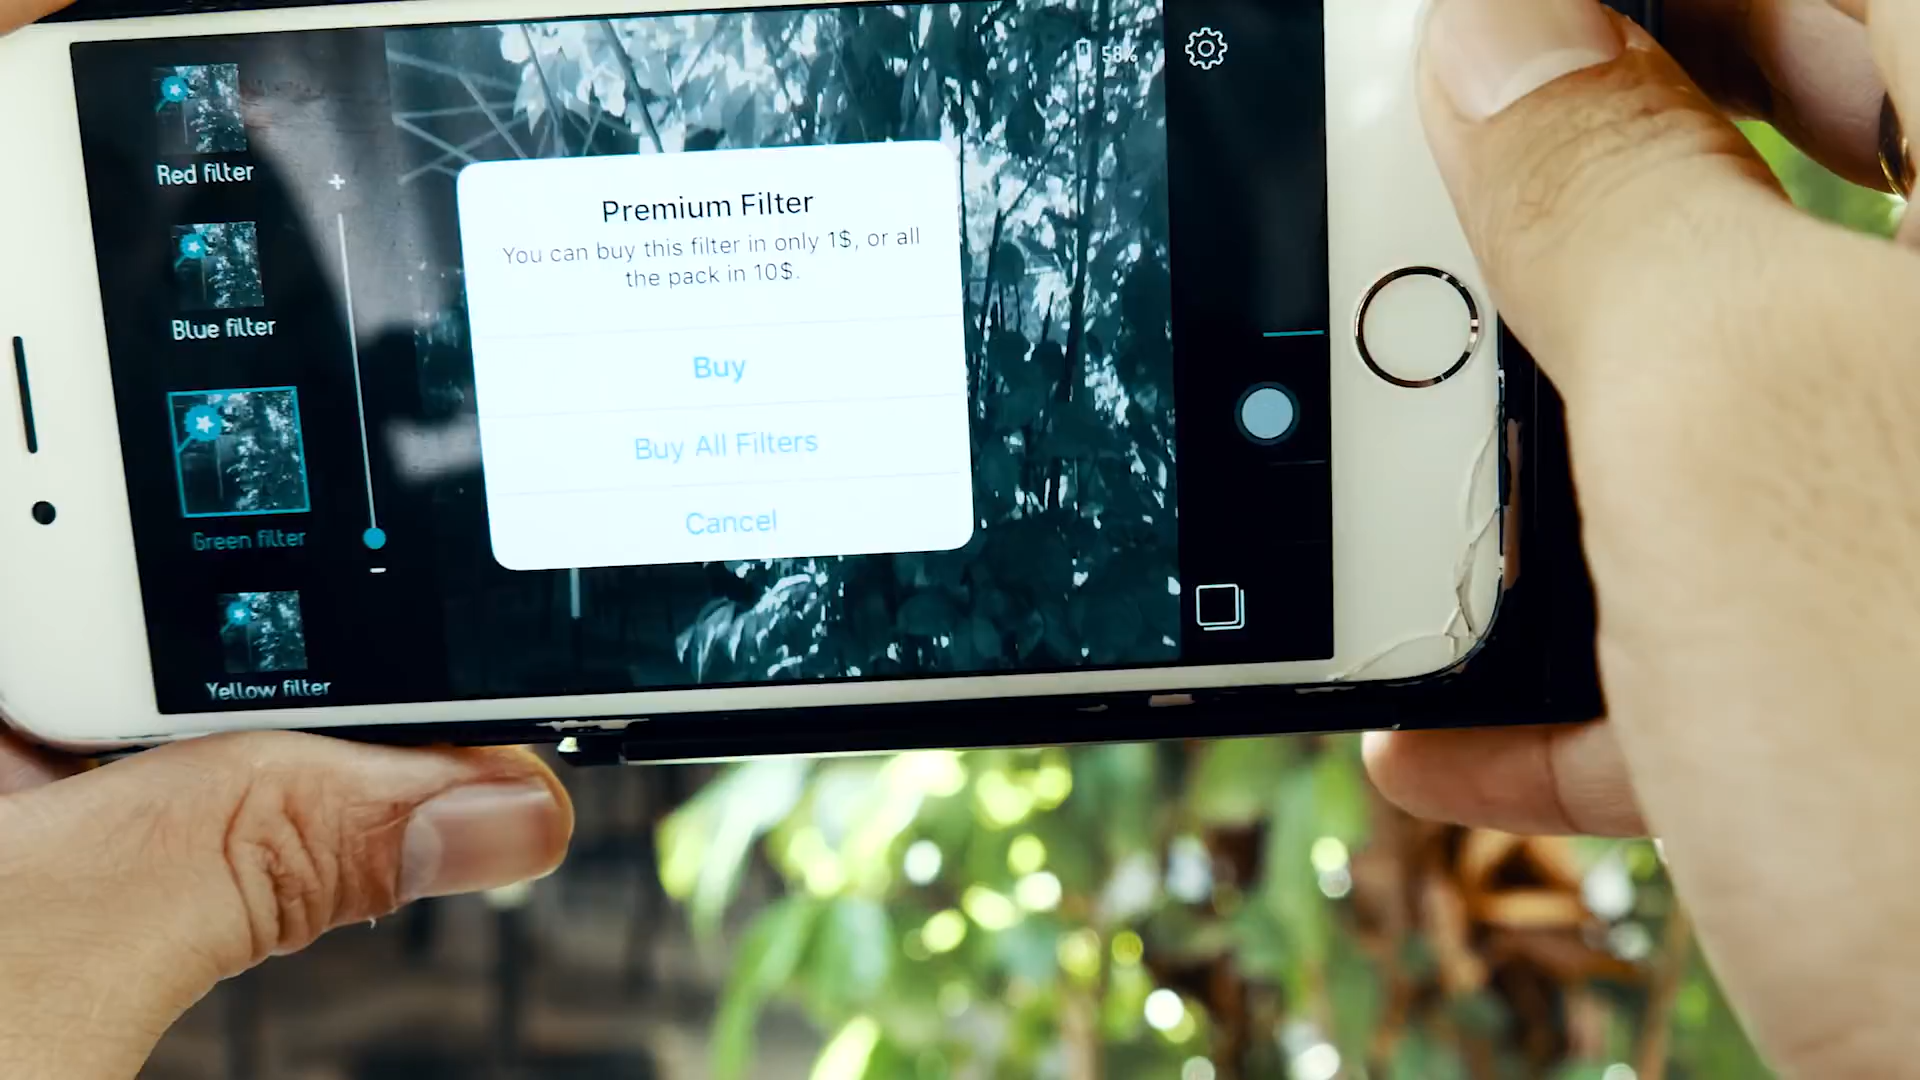 58%
Red filter
Blue filter
Green filter
Yellow filter
Premium Filter
You can buy this filter in only 1$, or all
the pack in 10$.
Buy
Buy All Filters
Cancel